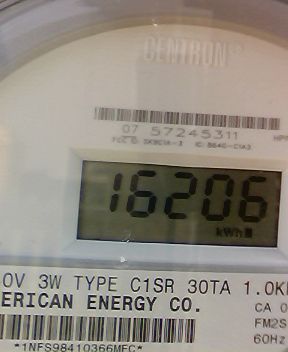 CENTRON
07 57245311
16206
kWh
0V 3W TYPE C1SR 30TA 1.0K
ERICAN ENERGY CO.
CA 0
FM2S
60Hz
*1NFS98410366MFC*